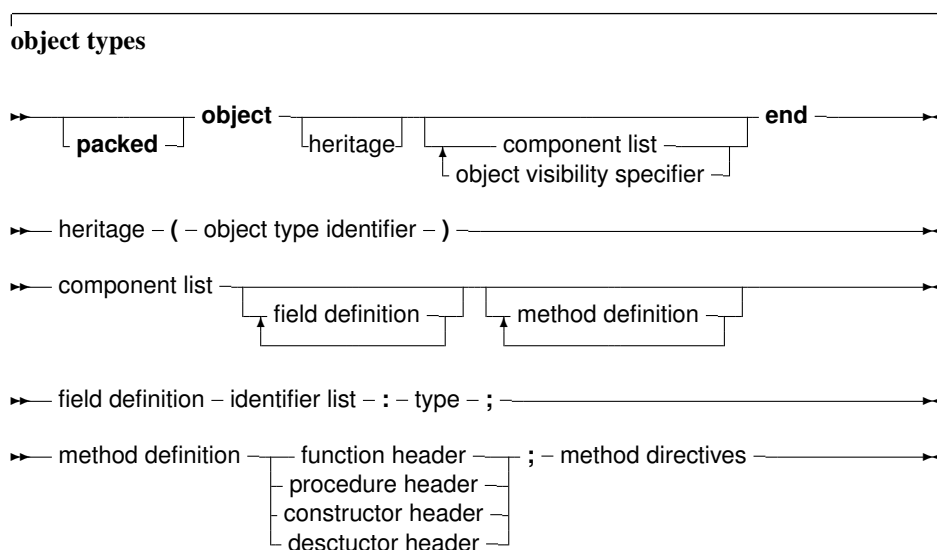 object types
packed object heritage component list end
object visibility specifier
heritage ( object type identifier )
component list field definition method definition
field definition identifier list : type ;
method definition function header ; method directives
procedure header
constructor header
desctuctor header